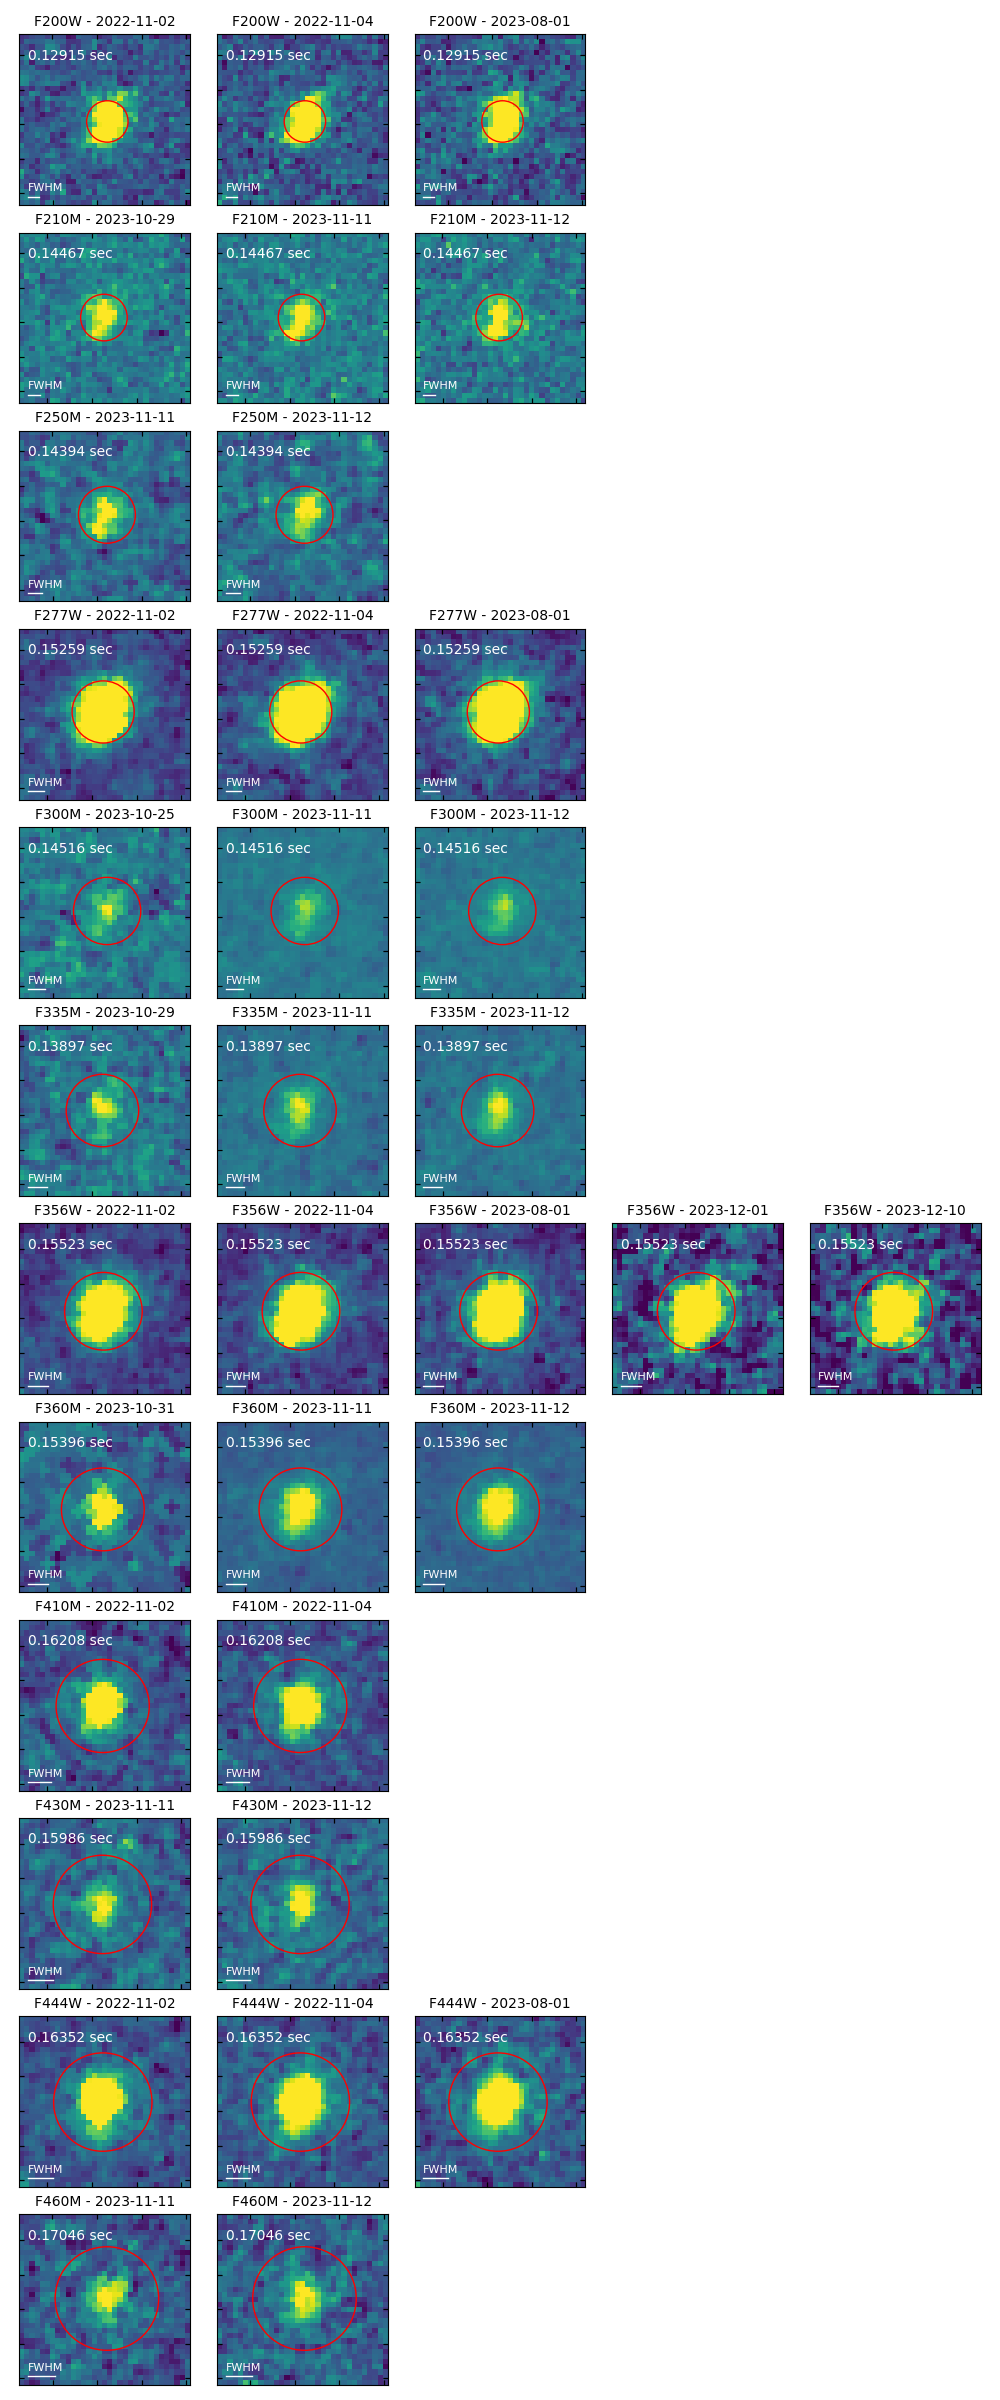 F200W - 2022-11-02
0.12915 sec
FWHM
F200W - 2022-11-04
0.12915 sec
FWHM
F200W - 2023-08-01
0.12915 sec
FWHM
F210M - 2023-10-29
0.14467 sec
FWHM
F210M - 2023-11-11
0.14467 sec
FWHM
F210M - 2023-11-12
0.14467 sec
FWHM
F250M - 2023-11-11
0.14394 sec
FWHM
F250M - 2023-11-12
0.14394 sec
FWHM
F277W - 2022-11-02
0.15259 sec
FWHM
F277W - 2022-11-04
0.15259 sec
FWHM
F277W - 2023-08-01
0.15259 sec
FWHM
F300M - 2023-10-25
0.14516 sec
FWHM
F300M - 2023-11-11
0.14516 sec
FWHM
F300M - 2023-11-12
0.14516 sec
FWHM
F335M - 2023-10-29
0.13897 sec
FWHM
F335M - 2023-11-11
0.13897 sec
FWHM
F335M - 2023-11-12
0.13897 sec
FWHM
F356W - 2022-11-02
0.15523 sec
FWHM
F356W - 2022-11-04
0.15523 sec
FWHM
F356W - 2023-08-01
0.15523 sec
FWHM
F356W - 2023-12-01
0.15523 sec
FWHM
F356W - 2023-12-10
0.15523 sec
FWHM
F360M - 2023-10-31
0.15396 sec
FWHM
F360M - 2023-11-11
0.15396 sec
FWHM
F360M - 2023-11-12
0.15396 sec
FWHM
F410M - 2022-11-02
0.16208 sec
FWHM
F410M - 2022-11-04
0.16208 sec
FWHM
F430M - 2023-11-11
0.15986 sec
FWHM
F430M - 2023-11-12
0.15986 sec
FWHM
F444W - 2022-11-02
0.16352 sec
FWHM
F444W - 2022-11-04
0.16352 sec
FWHM
F444W - 2023-08-01
0.16352 sec
FWHM
F460M - 2023-11-11
0.17046 sec
FWHM
F460M - 2023-11-12
0.17046 sec
FWHM